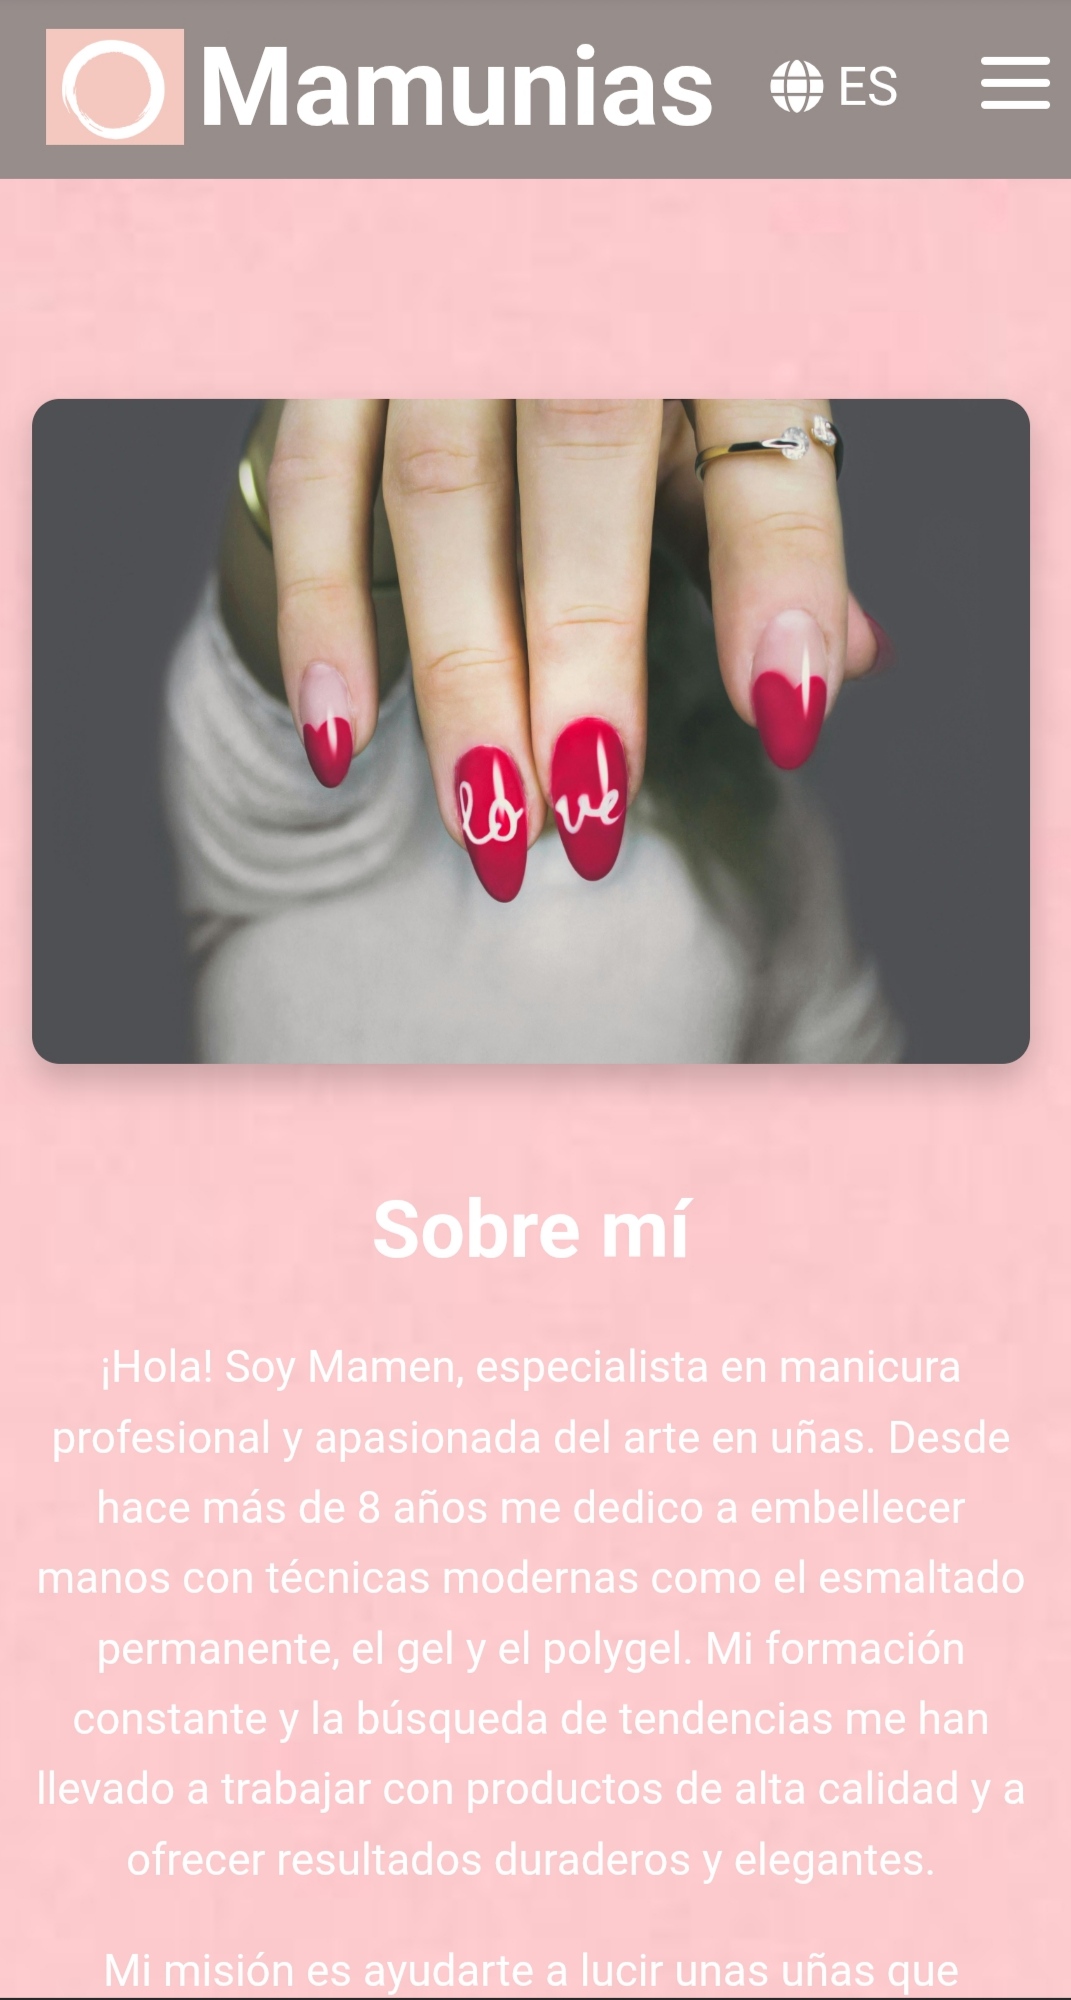 Mamunias
ES
lo ve
Sobre mí
¡Hola! Soy Mamen, especialista en manicura
profesional y apasionada del arte en uñas. Desde
hace más de 8 años me dedico a embellecer
manos con técnicas modernas como el esmaltado
permanente, el gel y el polygel. Mi formación
constante y la búsqueda de tendencias me han
llevado a trabajar con productos de alta calidad y a
ofrecer resultados duraderos y elegantes.
Mi misión es ayudarte a lucir unas uñas que